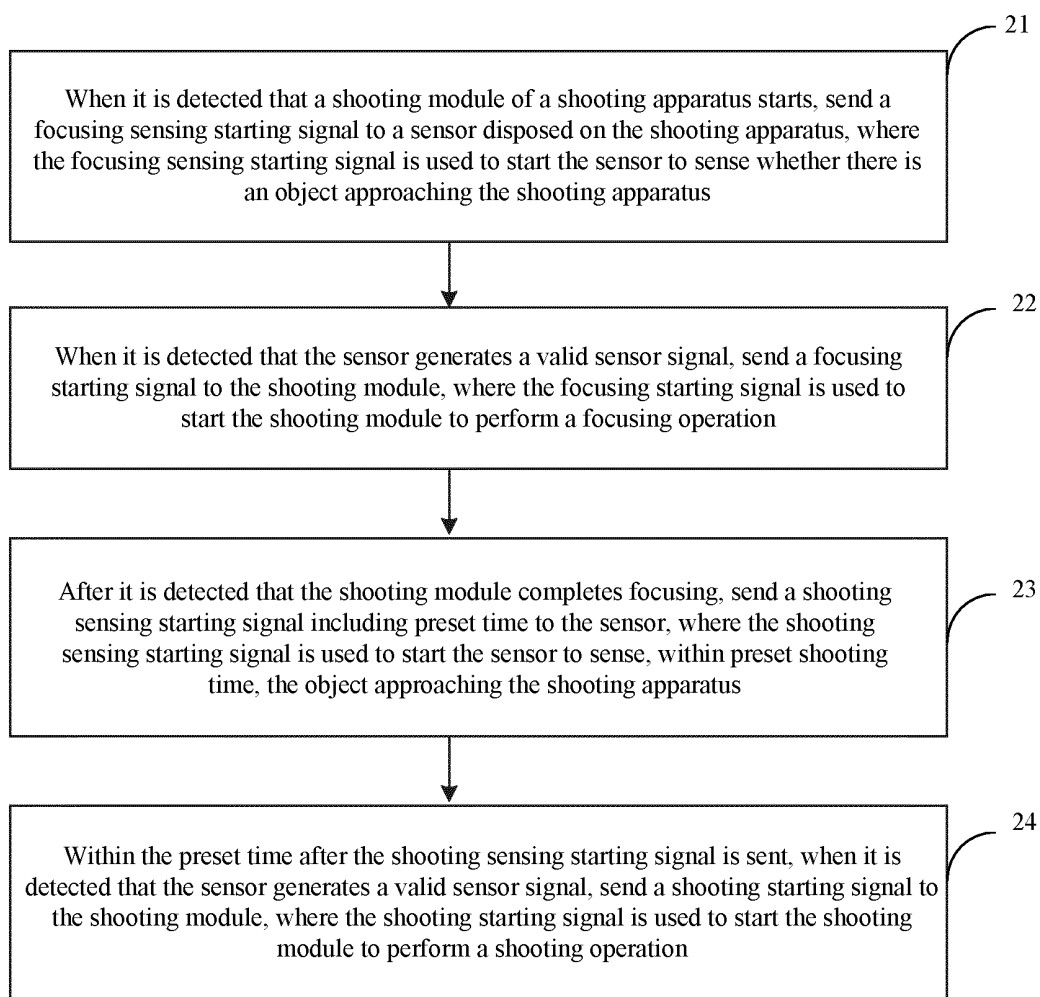 21
When it is detected that a shooting module of a shooting apparatus starts, send a
focusing sensing starting signal to a sensor disposed on the shooting apparatus, where
the focusing sensing starting signal is used to start the sensor to sense whether there is
an object approaching the shooting apparatus
22
When it is detected that the sensor generates a valid sensor signal, send a focusing
starting signal to the shooting module, where the focusing starting signal is used to
start the shooting module to perform a focusing operation
23
After it is detected that the shooting module completes focusing, send a shooting
sensing starting signal including preset time to the sensor, where the shooting
sensing starting signal is used to start the sensor to sense, within preset shooting
time, the object approaching the shooting apparatus
24
Within the preset time after the shooting sensing starting signal is sent, when it is
detected that the sensor generates a valid sensor signal, send a shooting starting signal to
the shooting module, where the shooting starting signal is used to start the shooting
module to perform a shooting operation